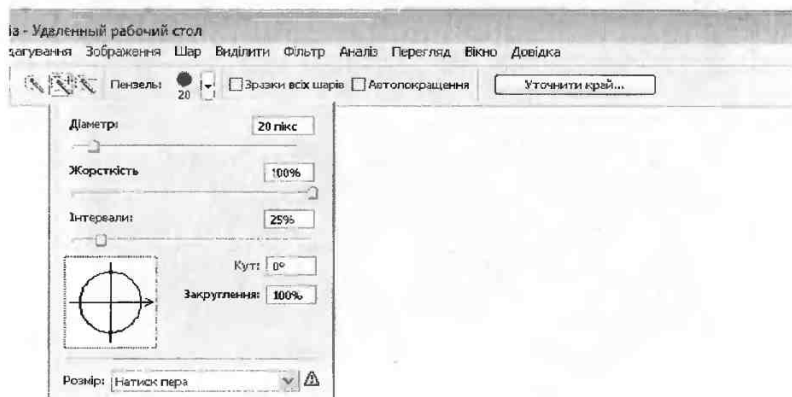 іа - Удаленный рабочий стол
дагування Зображення Шар Виділити Фільтр Аналіз Перегляд Вікно Довідка
Пензель: 20 Зразки всіх шарів Автопокращення Уточнити край...
Діаметр: 20 пікс
Жорсткість 100%
Інтервали: 25%
Кут: 0°
Закруглення: 100%
Розмір: Натиск пера